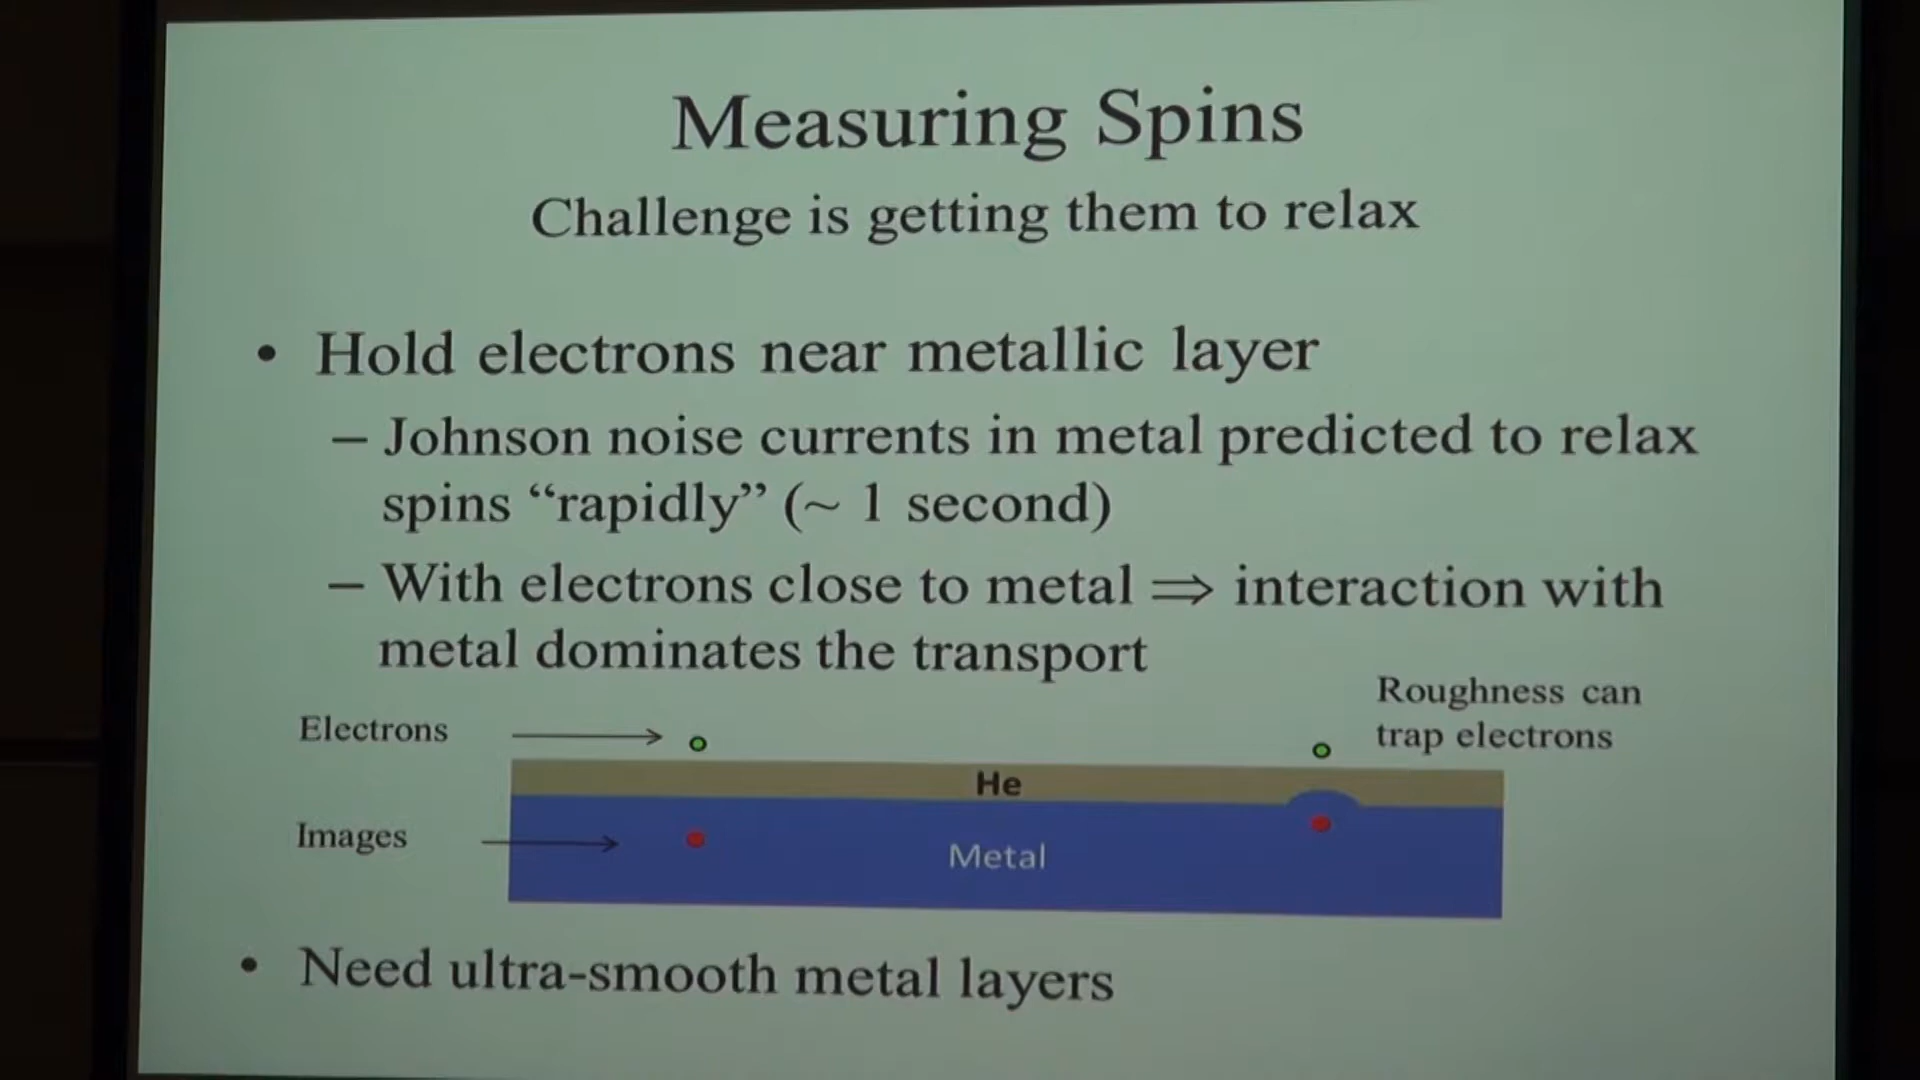 Measuring Spins
Challenge is getting them to relax
• Hold electrons near metallic layer
– Johnson noise currents in metal predicted to relax
spins “rapidly” (~ 1 second)
– With electrons close to metal ⇒ interaction with
metal dominates the transport
Roughness can
trap electrons
Electrons
He
Images
Metal
• Need ultra-smooth metal layers